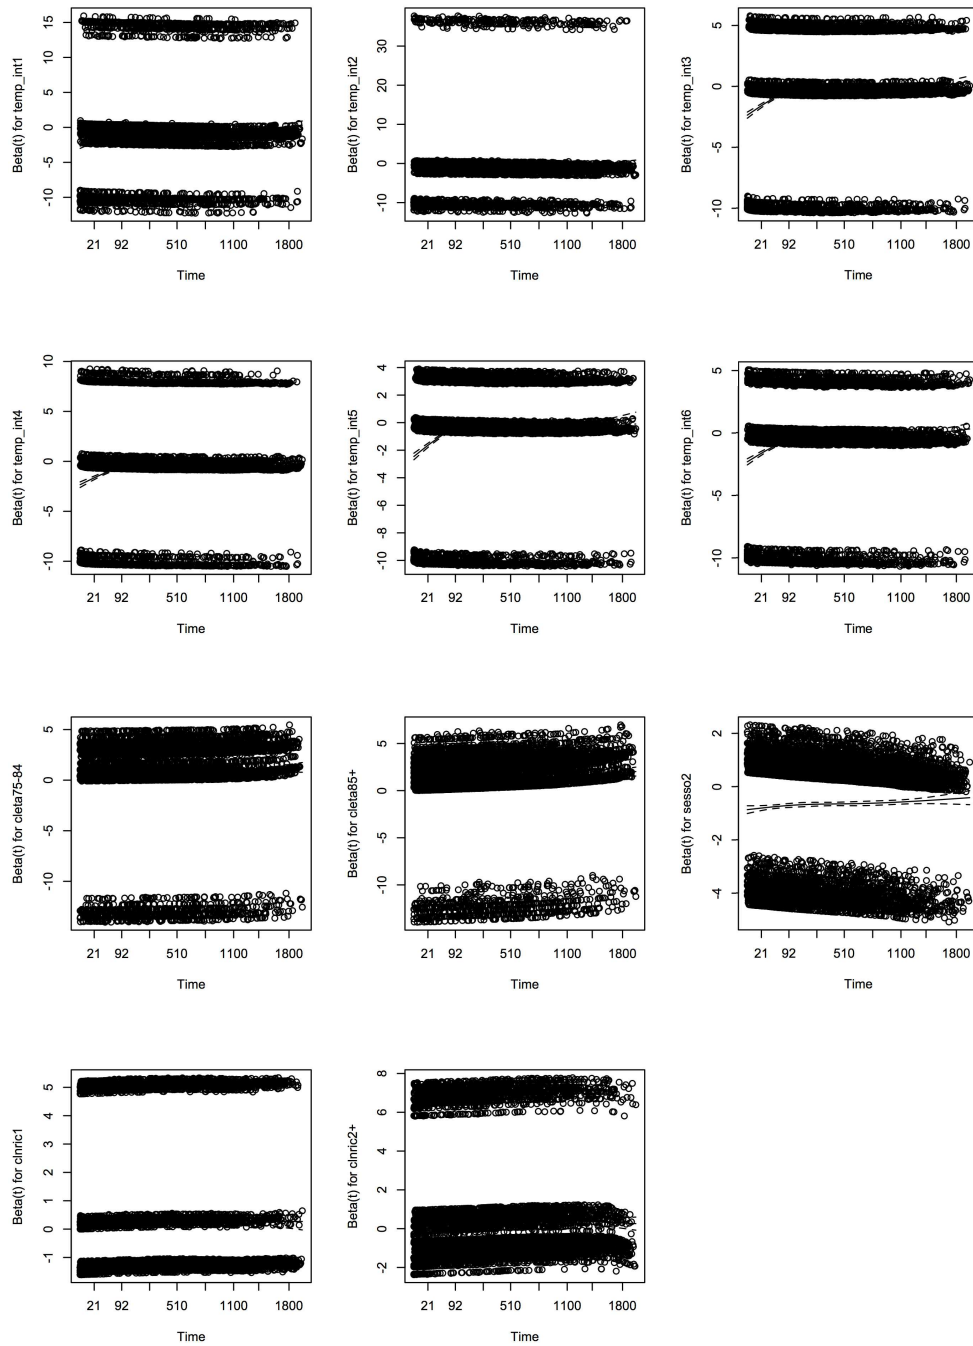 Beta(t) for temp_int1
15
10
5
0
-5
-10
21 92 510 1100 1800
Time
Beta(t) for temp_int2
30
20
10
0
-10
21 92 510 1100 1800
Time
Beta(t) for temp_int3
5
0
-5
-10
21 92 510 1100 1800
Time
Beta(t) for temp_int4
10
5
0
-5
-10
21 92 510 1100 1800
Time
Beta(t) for temp_int5
4
2
0
-2
-4
-6
-8
-10
21 92 510 1100 1800
Time
Beta(t) for temp_int6
5
0
-5
-10
21 92 510 1100 1800
Time
Beta(t) for cleta75-84
5
0
-5
-10
21 92 510 1100 1800
Time
Beta(t) for cleta85+
5
0
-5
-10
21 92 510 1100 1800
Time
Beta(t) for sesso2
2
0
-2
-4
21 92 510 1100 1800
Time
Beta(t) for clnric1
5
4
3
2
1
0
-1
21 92 510 1100 1800
Time
Beta(t) for clnric2+
8
6
4
2
0
-2
21 92 510 1100 1800
Time